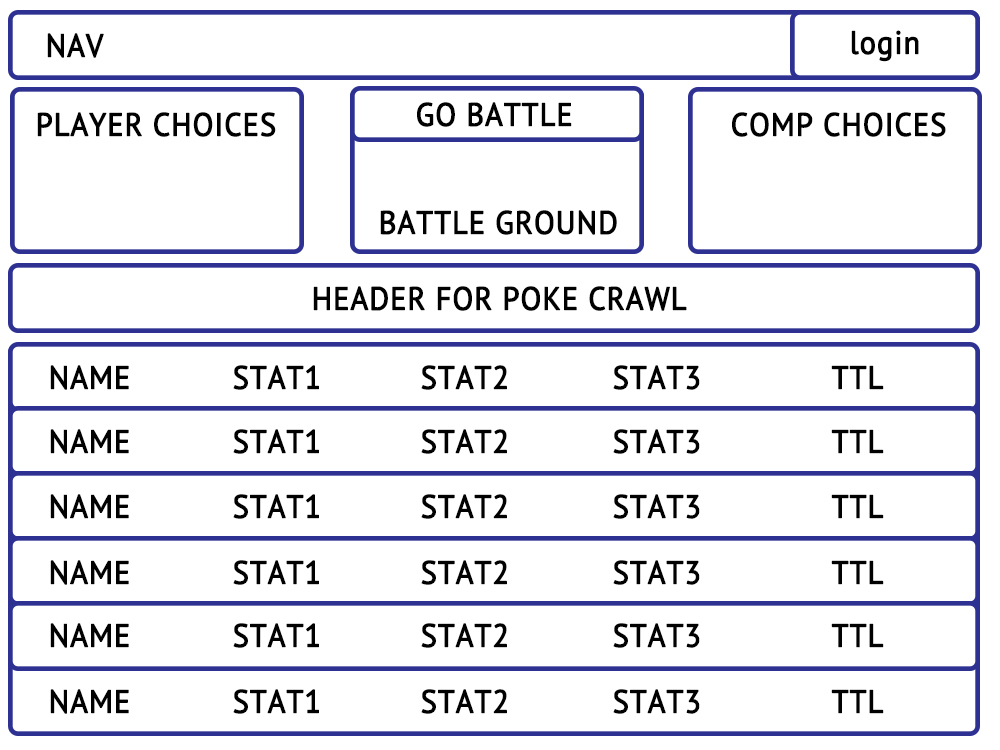 NAV login
PLAYER CHOICES
GO BATTLE
BATTLE GROUND
COMP CHOICES
HEADER FOR POKE CRAWL
NAME STAT1 STAT2 STAT3 TTL
NAME STAT1 STAT2 STAT3 TTL
NAME STAT1 STAT2 STAT3 TTL
NAME STAT1 STAT2 STAT3 TTL
NAME STAT1 STAT2 STAT3 TTL
NAME STAT1 STAT2 STAT3 TTL